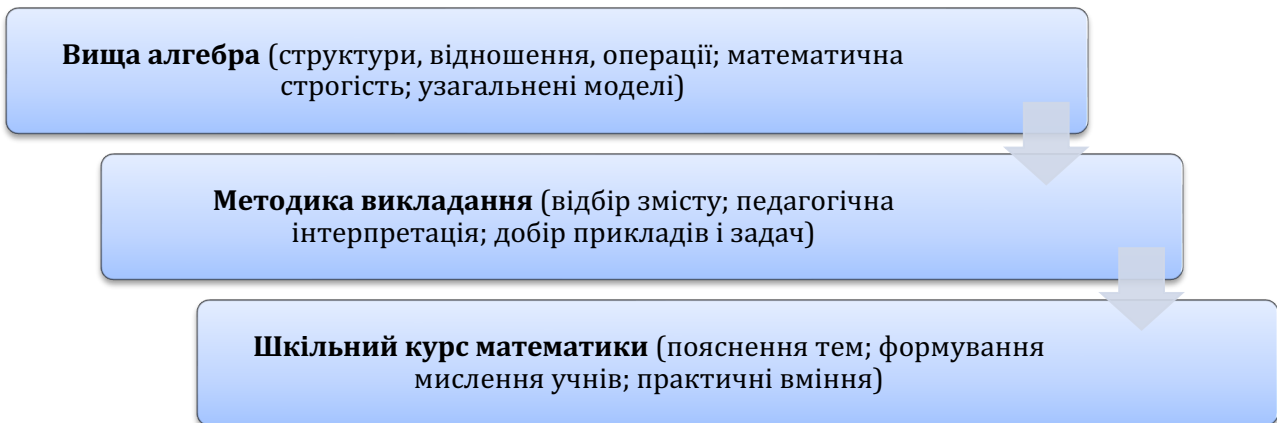 Вища алгебра (структури, відношення, операції; математична
строгість; узагальнені моделі)
Методика викладання (відбір змісту; педагогічна
інтерпретація; добір прикладів і задач)
Шкільний курс математики (пояснення тем; формування
мислення учнів; практичні вміння)